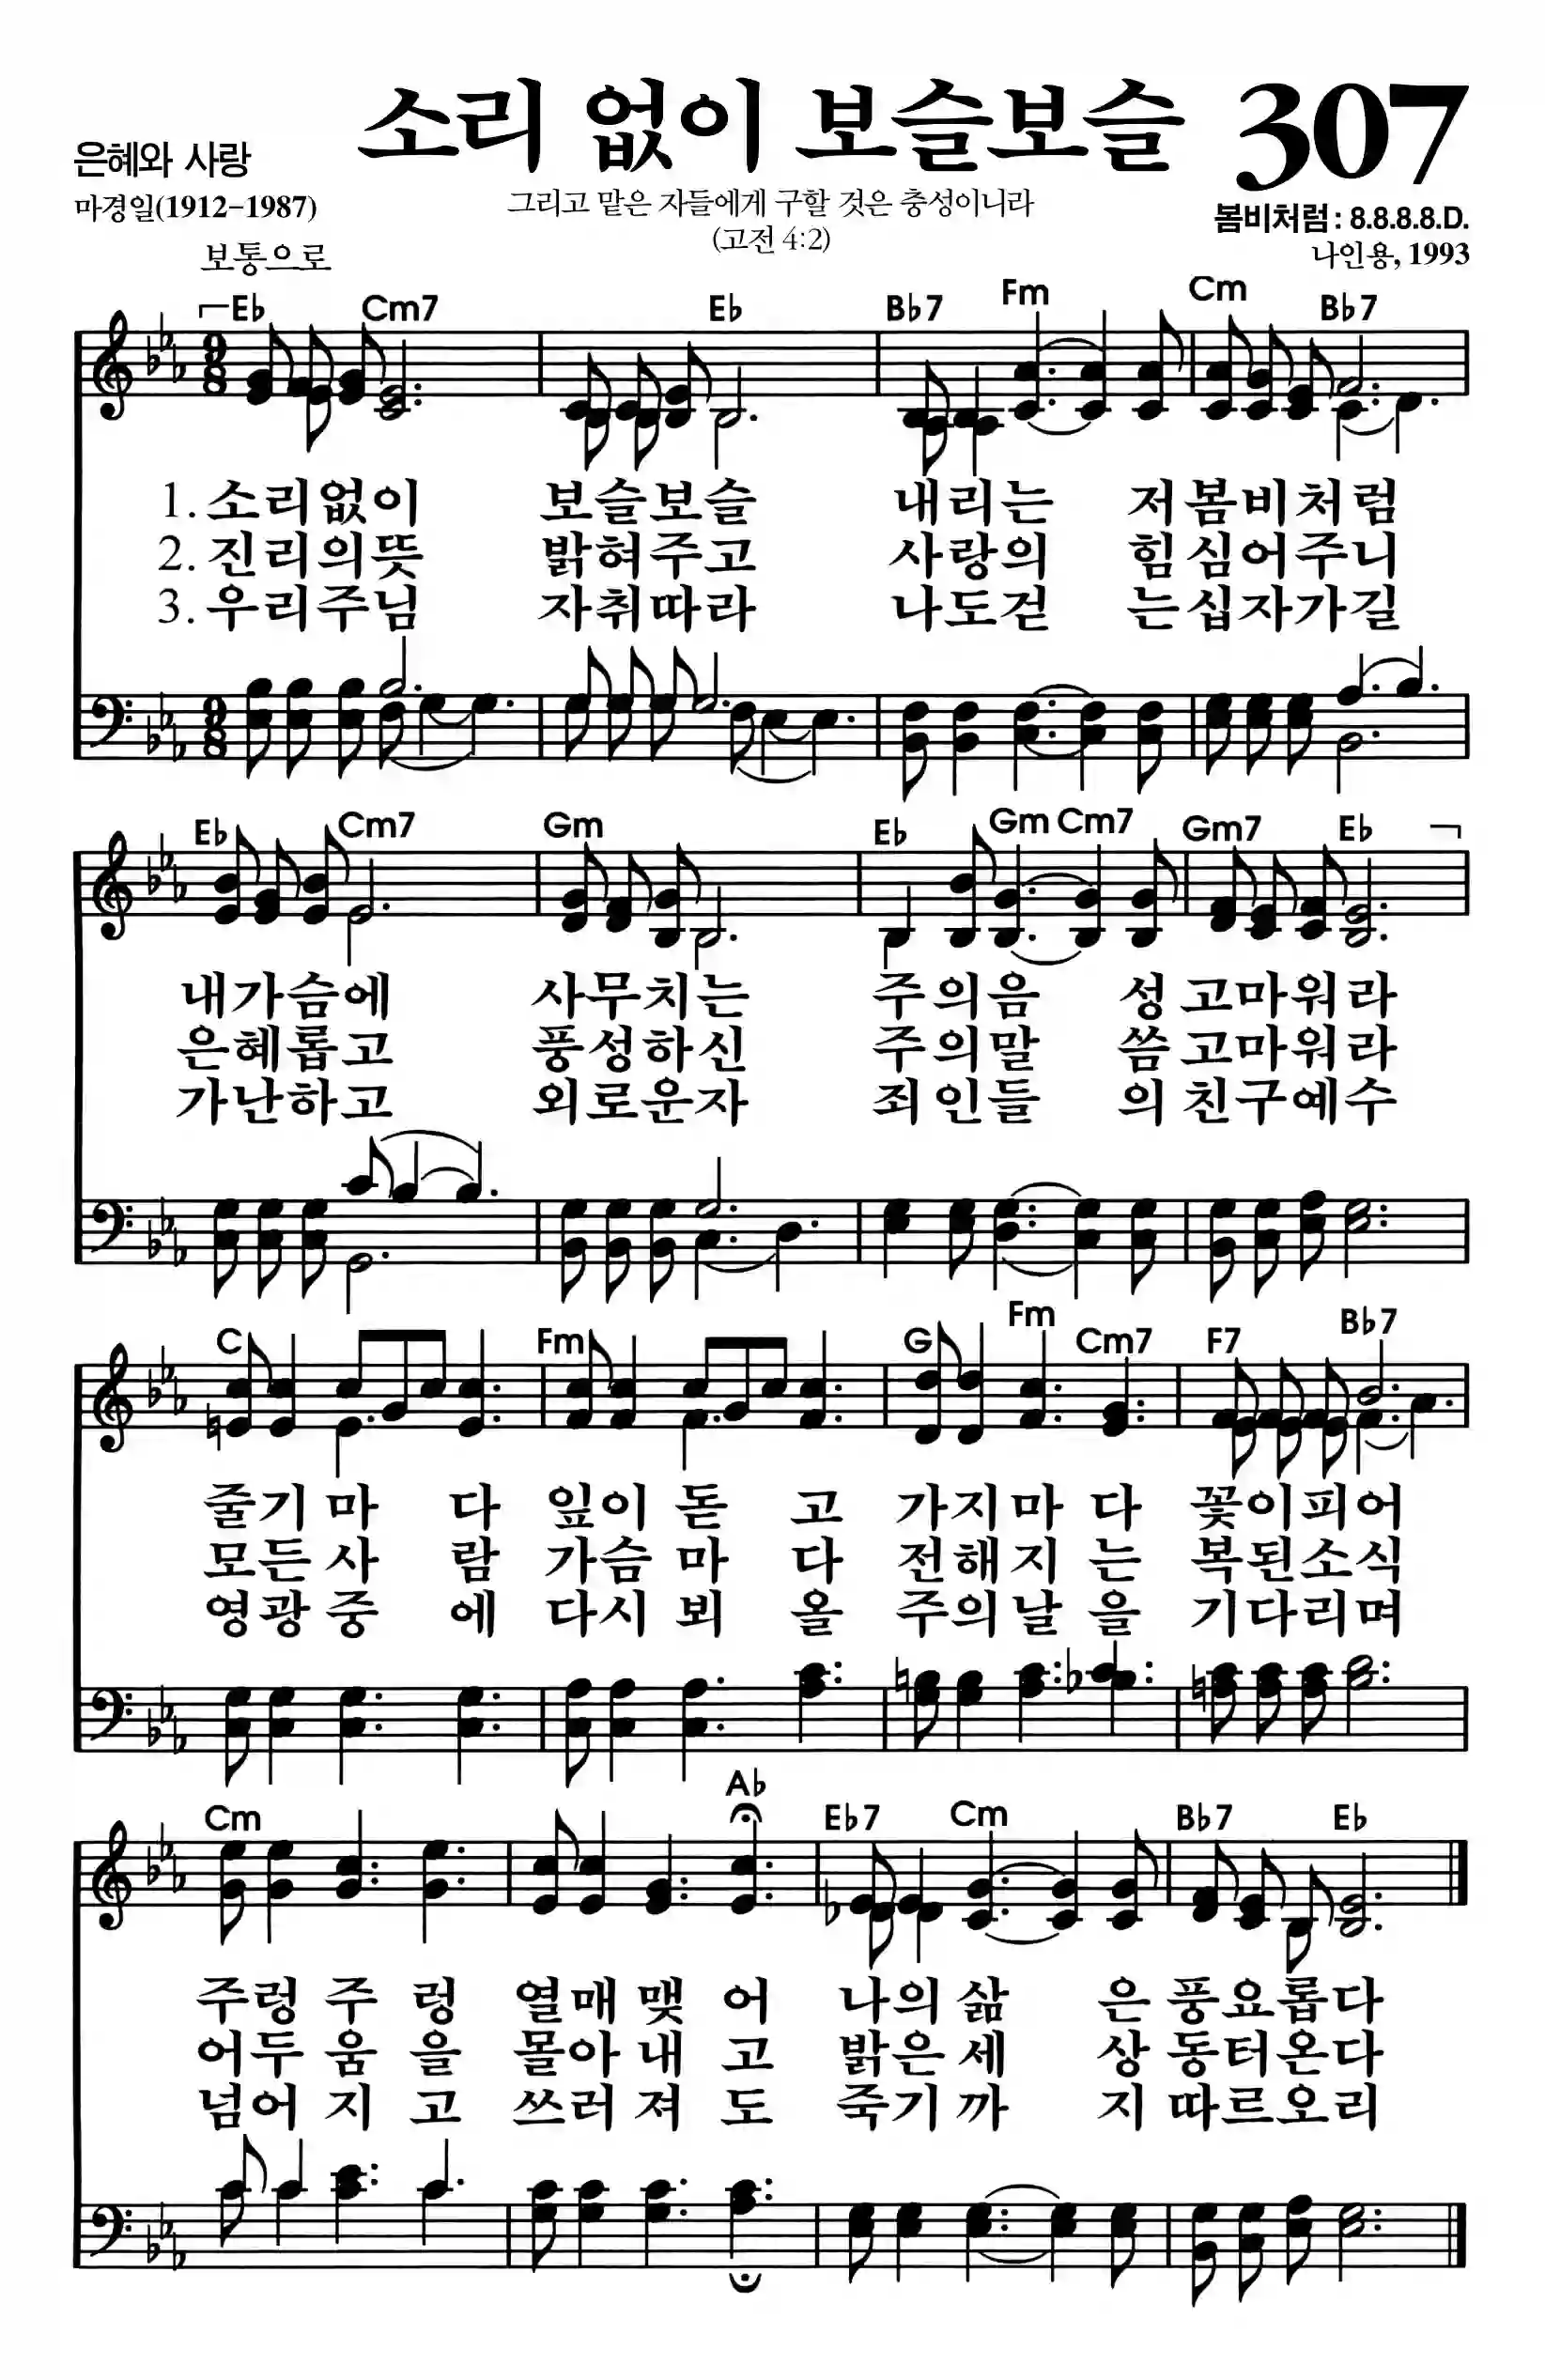 소리 없이 보슬보슬 307
은혜와 사랑
마경일(1912-1987)
그리고 맡은 자들에게 구할 것은 충성이니라
(고전 4:2)
봄비처럼: 8.8.8.8.D.
나인용, 1993
보통으로
E♭ Cm7 E♭ B♭7 Fm Cm B♭7
9/8
1. 소리없이 보슬보슬 내리는 저봄비처럼
2. 진리의뜻 밝혀주고 사랑의 힘심어주니
3. 우리주님 자취따라 나도걷 는십자가길
9/8
E♭ Cm7 Gm E♭ Gm Cm7 Gm7 E♭
내가슴에 사무치는 주의음 성고마워라
은혜롭고 풍성하신 주의말 씀고마워라
가난하고 외로운자 죄인들 의친구예수
C Fm G Fm Cm7 F7 B♭7
줄기 마 다 잎이 돋 고 가지마 다 꽃이피어
모든 사 람 가슴 마 다 전해지 는 복된소식
영광 중 에 다시 뵈 올 주의날 을 기다리며
Cm A♭ E♭7 Cm B♭7 E♭
주렁 주 렁 열매 맺 어 나의삶 은풍요롭다
어두 움 을 몰아 내 고 밝은세 상동터온다
넘어 지 고 쓰러 져 도 죽기까 지따르오리